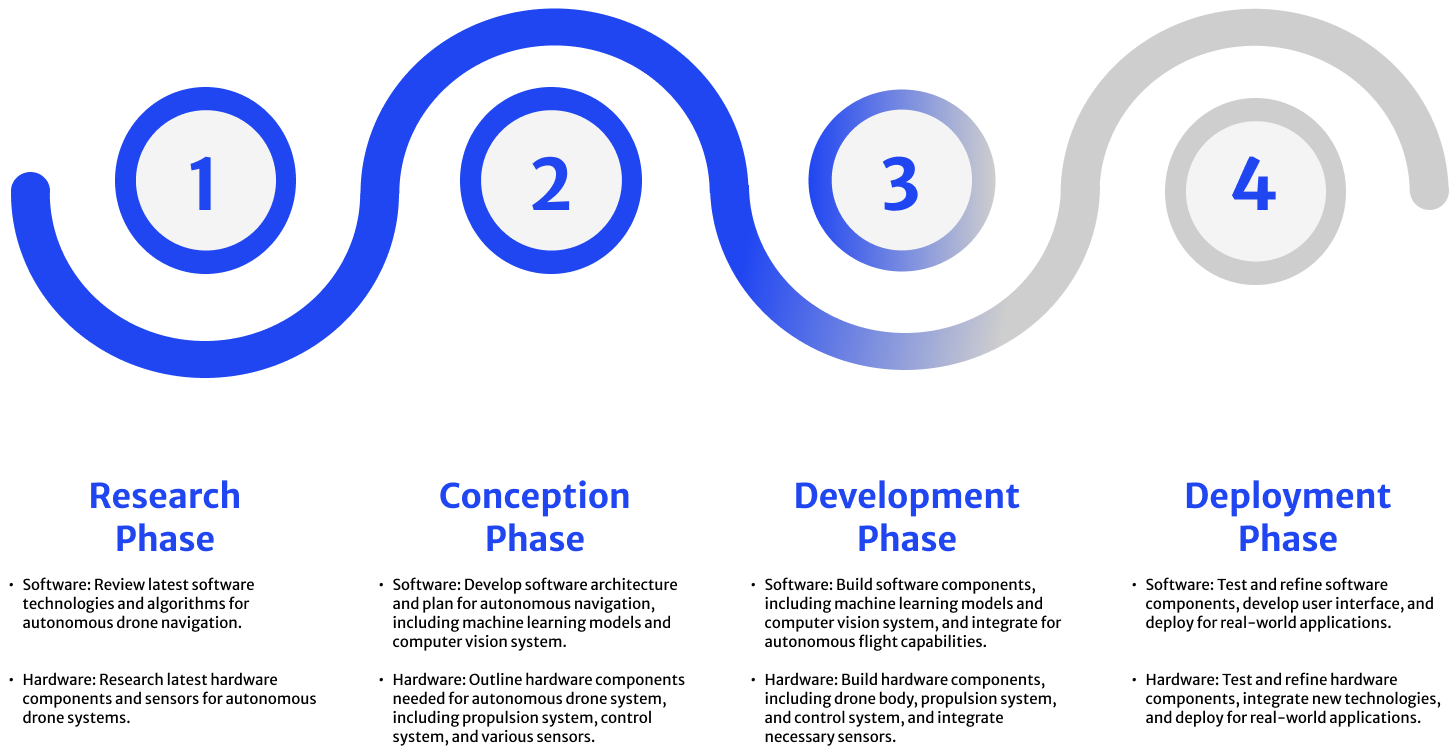 1
2
3
4
Research
Phase
• Software: Review latest software
technologies and algorithms for
autonomous drone navigation.
• Hardware: Research latest hardware
components and sensors for autonomous
drone systems.
Conception
Phase
• Software: Develop software architecture
and plan for autonomous navigation,
including machine learning models and
computer vision system.
• Hardware: Outline hardware components
needed for autonomous drone system,
including propulsion system, control
system, and various sensors.
Development
Phase
• Software: Build software components,
including machine learning models and
computer vision system, and integrate for
autonomous flight capabilities.
• Hardware: Build hardware components,
including drone body, propulsion system,
and control system, and integrate
necessary sensors.
Deployment
Phase
• Software: Test and refine software
components, develop user interface, and
deploy for real-world applications.
• Hardware: Test and refine hardware
components, integrate new technologies,
and deploy for real-world applications.